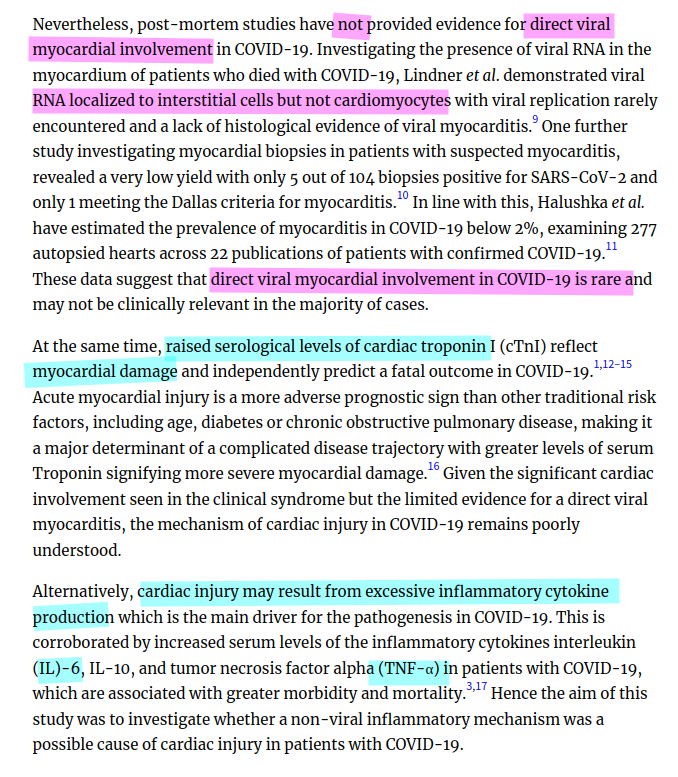 Nevertheless, post-mortem studies have not provided evidence for direct viral
myocardial involvement in COVID-19. Investigating the presence of viral RNA in the
myocardium of patients who died with COVID-19, Lindner et al. demonstrated viral
RNA localized to interstitial cells but not cardiomyocytes with viral replication rarely
encountered and a lack of histological evidence of viral myocarditis.9 One further
study investigating myocardial biopsies in patients with suspected myocarditis,
revealed a very low yield with only 5 out of 104 biopsies positive for SARS-CoV-2 and
only 1 meeting the Dallas criteria for myocarditis.10 In line with this, Halushka et al.
have estimated the prevalence of myocarditis in COVID-19 below 2%, examining 277
autopsied hearts across 22 publications of patients with confirmed COVID-19.11
These data suggest that direct viral myocardial involvement in COVID-19 is rare and
may not be clinically relevant in the majority of cases.
At the same time, raised serological levels of cardiac troponin I (cTnI) reflect
myocardial damage and independently predict a fatal outcome in COVID-19.1,12–15
Acute myocardial injury is a more adverse prognostic sign than other traditional risk
factors, including age, diabetes or chronic obstructive pulmonary disease, making it
a major determinant of a complicated disease trajectory with greater levels of serum
Troponin signifying more severe myocardial damage.16 Given the significant cardiac
involvement seen in the clinical syndrome but the limited evidence for a direct viral
myocarditis, the mechanism of cardiac injury in COVID-19 remains poorly
understood.
Alternatively, cardiac injury may result from excessive inflammatory cytokine
production which is the main driver for the pathogenesis in COVID-19. This is
corroborated by increased serum levels of the inflammatory cytokines interleukin
(IL)-6, IL-10, and tumor necrosis factor alpha (TNF-α) in patients with COVID-19,
which are associated with greater morbidity and mortality.3,17 Hence the aim of this
study was to investigate whether a non-viral inflammatory mechanism was a
possible cause of cardiac injury in patients with COVID-19.